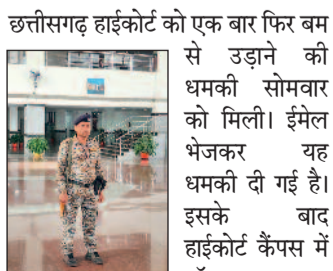 छत्तीसगढ़ हाईकोर्ट को एक बार फिर बम
से उड़ाने की
धमकी सोमवार
को मिली। ईमेल
भेजकर यह
धमकी दी गई है।
इसके बाद
हाईकोर्ट कैंपस में